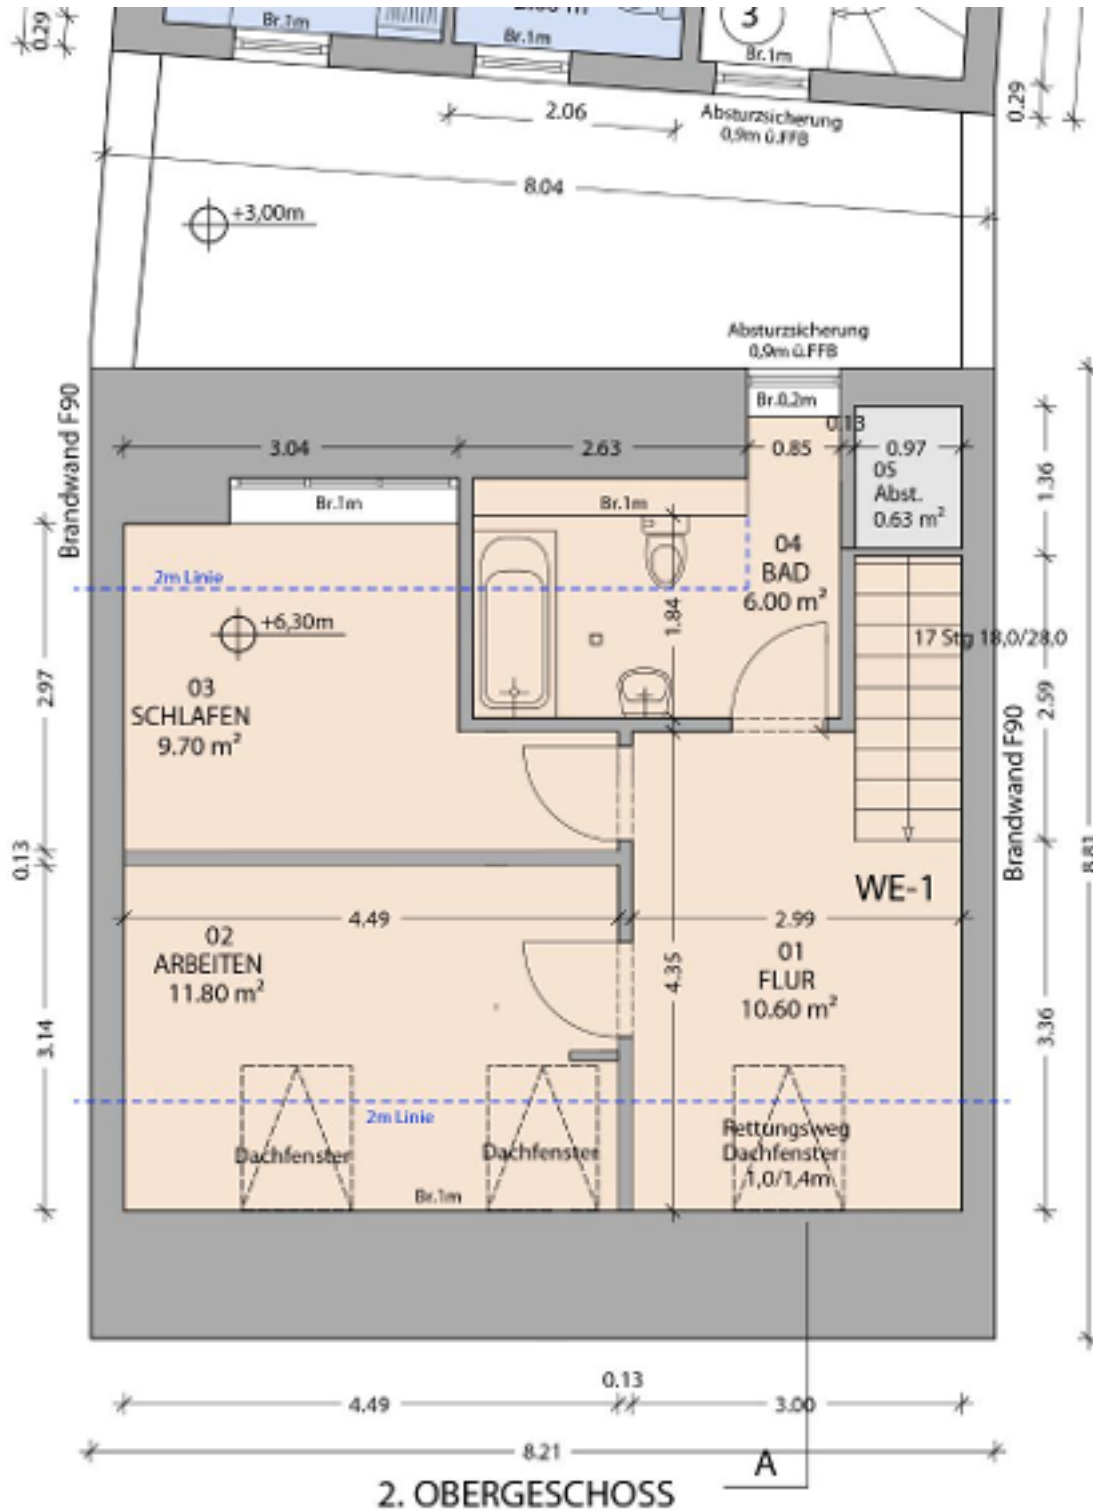 0.29
Br.1m
Br.1m
3
Br.1m
0.29
2.06
Absturzsicherung
0,9m ü.FFB
8.04
+3,00m
Absturzsicherung
0,9m ü.FFB
Brandwand F90
Br.0,2m
3.04
2.63
0.85
0.13
0.97
05
Abst.
0.63 m²
1.36
Br.1m
Br.1m
04
BAD
6.00 m²
2m Linie
1.84
+6,30m
17 Stg 18,0/28,0
2.97
03
SCHLAFEN
9.70 m²
2.59
Brandwand F90
0.13
8.81
WE-1
4.49
2.99
02
ARBEITEN
11.80 m²
4.35
01
FLUR
10.60 m²
3.14
3.36
2m Linie
Dachfenster
Dachfenster
Rettungsweg
Dachfenster
1,0/1,4m
Br.1m
0.13
4.49
3.00
8.21
A
2. OBERGESCHOSS